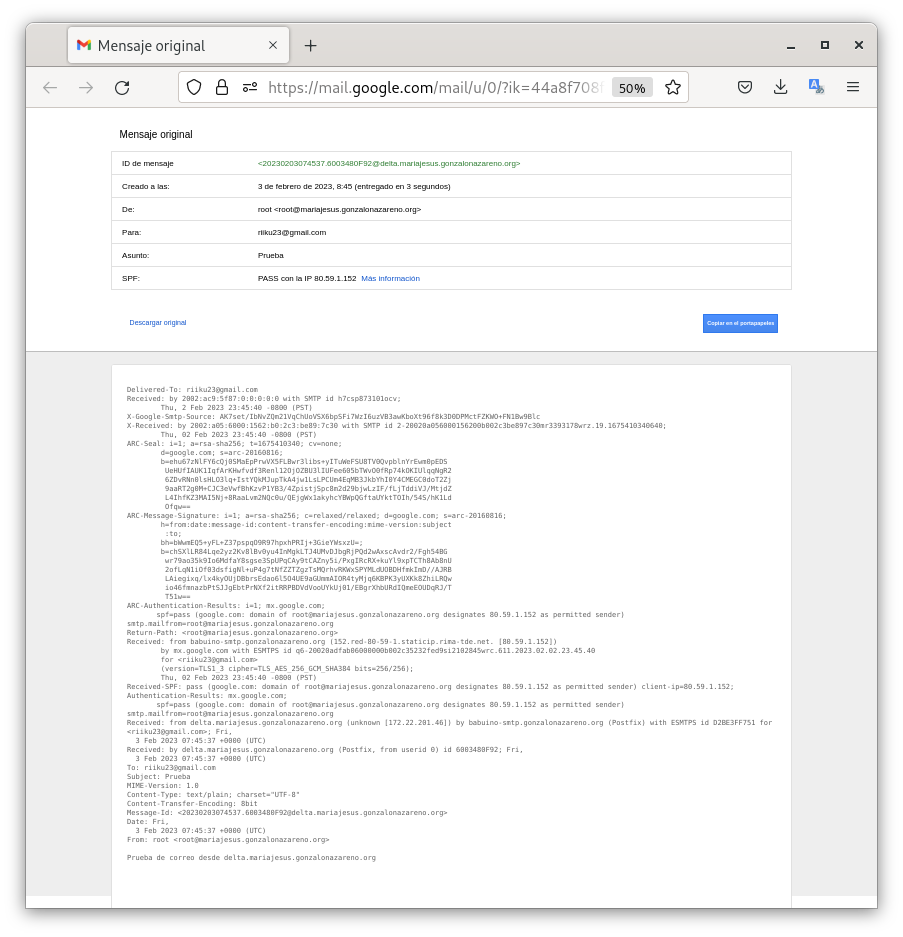 Mensaje original
https://mail.google.com/mail/u/0/?ik=44a8f708
50%
Mensaje original
ID de mensaje <20230203074537.6003480F92@delta.mariajesus.gonzalonazareno.org>
Creado a las: 3 de febrero de 2023, 8:45 (entregado en 3 segundos)
De: root <root@mariajesus.gonzalonazareno.org>
Para: riiku23@gmail.com
Asunto: Prueba
SPF: PASS con la IP 80.59.1.152 Más información
Descargar original
Copiar en el portapapeles
Delivered-To: riiku23@gmail.com
Received: by 2002:ac9:5f87:0:0:0:0:0 with SMTP id h7csp873101ocv;
Thu, 2 Feb 2023 23:45:40 -0800 (PST)
X-Google-Smtp-Source:
X-Received: by 2002:a05:6000:1562:b0:2c3:be89:7c30 with SMTP id 2-20020a056000156200b002c3be897c30mr3393178wrz.19.1675410340640;
Thu, 02 Feb 2023 23:45:40 -0800 (PST)
ARC-Seal: i=1; a=rsa-sha256; t=1675410340; cv=none;
d=google.com; s=arc-20160816;
Ofqw==
ARC-Message-Signature: i=1; a=rsa-sha256; c=relaxed/relaxed; d=google.com; s=arc-20160816;
h=from:date:message-id:content-transfer-encoding:mime-version:subject
:to;
bh=bWwmEQ5+yFL+Z37pspqO9R97hpxhPRIj+3GieYWsxzU=;
T51w==
ARC-Authentication-Results: i=1; mx.google.com;
spf=pass (google.com: domain of root@mariajesus.gonzalonazareno.org designates 80.59.1.152 as permitted sender)
smtp.mailfrom=root@mariajesus.gonzalonazareno.org
Return-Path: <root@mariajesus.gonzalonazareno.org>
Received: from babuino-smtp.gonzalonazareno.org (152.red-80-59-1.staticip.rima-tde.net. [80.59.1.152])
by mx.google.com with ESMTPS id q6-20020adfab06000000b002c35232fed9si2102845wrc.611.2023.02.02.23.45.40
for <riiku23@gmail.com>
(version=TLS1_3 cipher=TLS_AES_256_GCM_SHA384 bits=256/256);
Thu, 02 Feb 2023 23:45:40 -0800 (PST)
Received-SPF: pass (google.com: domain of root@mariajesus.gonzalonazareno.org designates 80.59.1.152 as permitted sender) client-ip=80.59.1.152;
Authentication-Results: mx.google.com;
spf=pass (google.com: domain of root@mariajesus.gonzalonazareno.org designates 80.59.1.152 as permitted sender)
smtp.mailfrom=root@mariajesus.gonzalonazareno.org
Received: from delta.mariajesus.gonzalonazareno.org (unknown [172.22.201.46]) by babuino-smtp.gonzalonazareno.org (Postfix) with ESMTPS id D2BE3FF751 for
<riiku23@gmail.com>; Fri,
3 Feb 2023 07:45:37 +0000 (UTC)
Received: by delta.mariajesus.gonzalonazareno.org (Postfix, from userid 0) id 6003480F92; Fri,
3 Feb 2023 07:45:37 +0000 (UTC)
To: riiku23@gmail.com
Subject: Prueba
MIME-Version: 1.0
Content-Type: text/plain; charset="UTF-8"
Content-Transfer-Encoding: 8bit
Message-Id: <20230203074537.6003480F92@delta.mariajesus.gonzalonazareno.org>
Date: Fri,
3 Feb 2023 07:45:37 +0000 (UTC)
From: root <root@mariajesus.gonzalonazareno.org>
Prueba de correo desde delta.mariajesus.gonzalonazareno.org